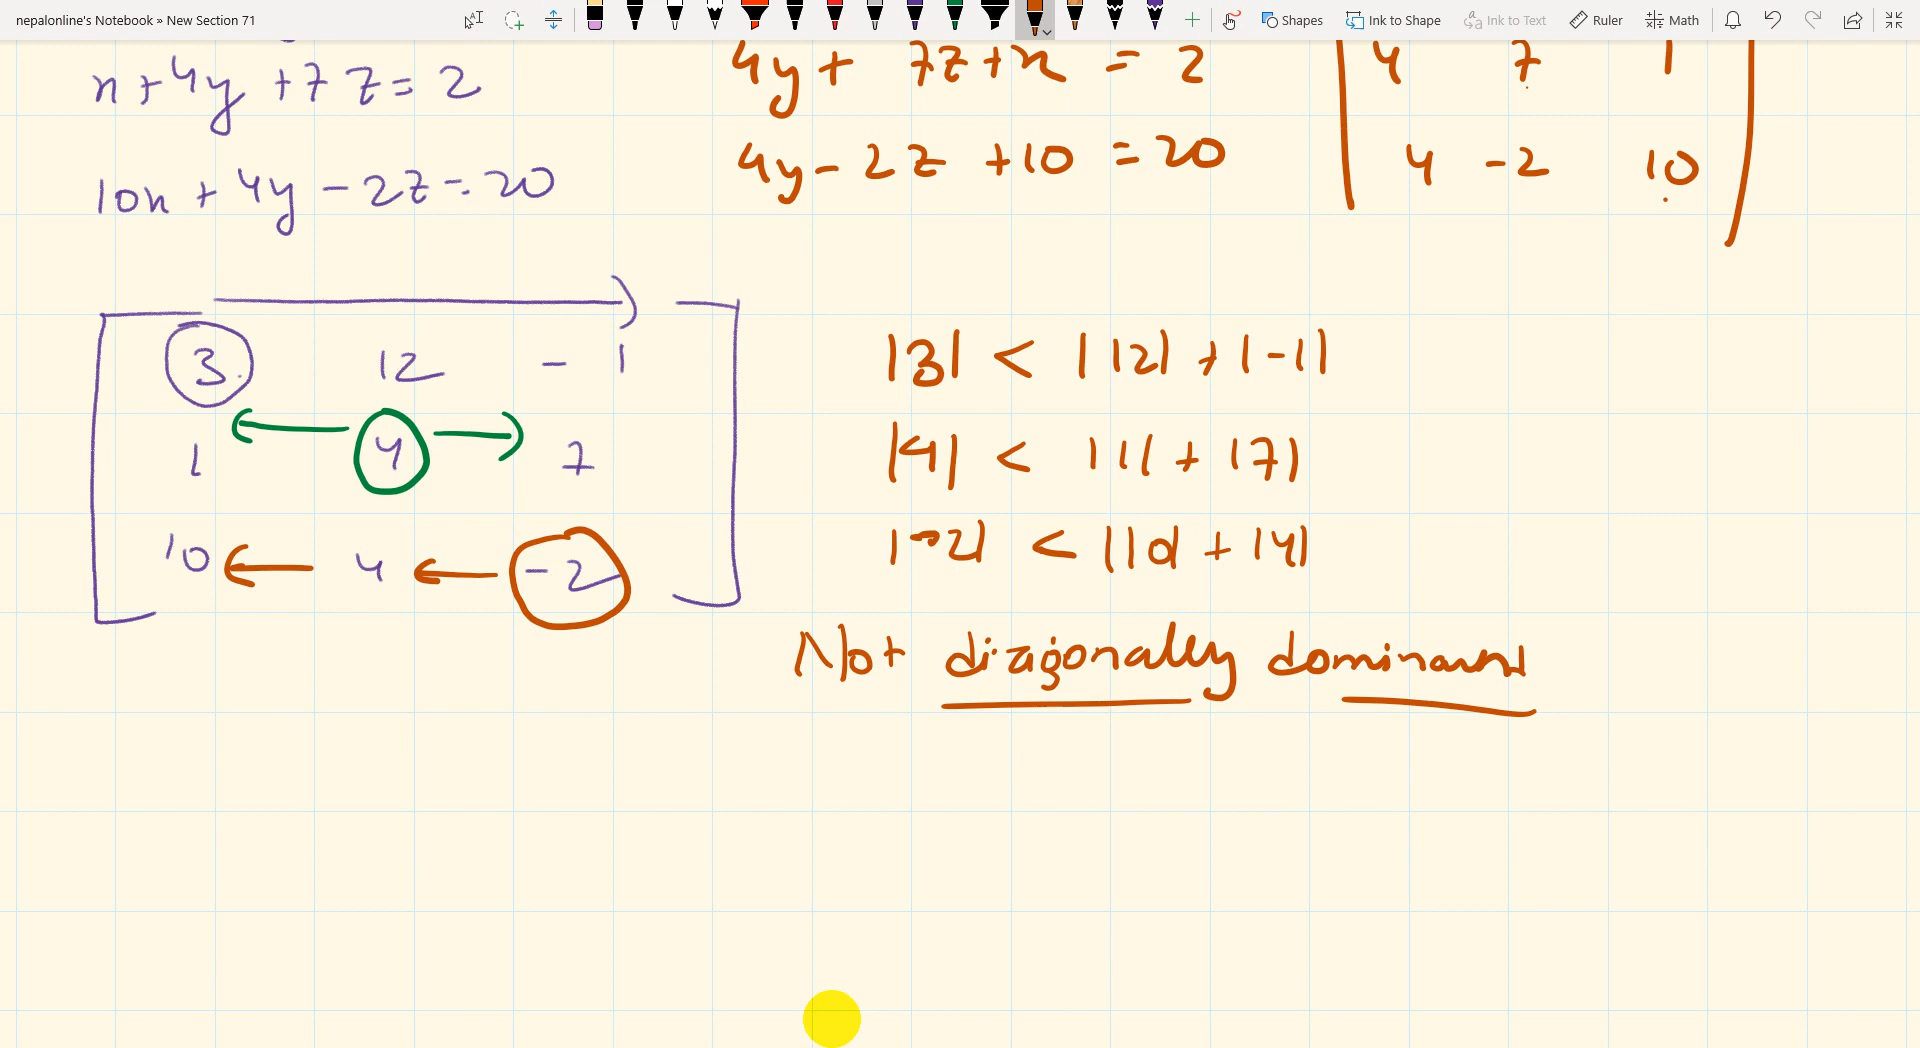 nepalonline's Notebook » New Section 71
Shapes Ink to Shape Ink to Text Ruler Math
x+4y+7z=2
10x+4y-2z=20
4y+7z+x=2
4y-2z+10=20
4 7 1
4 -2 10
3 12 -1
1 4 7
10 4 -2
|3| < |12|+|-1|
|4| < |1|+|7|
|-2| < |10|+|4|
Not diagonally dominant